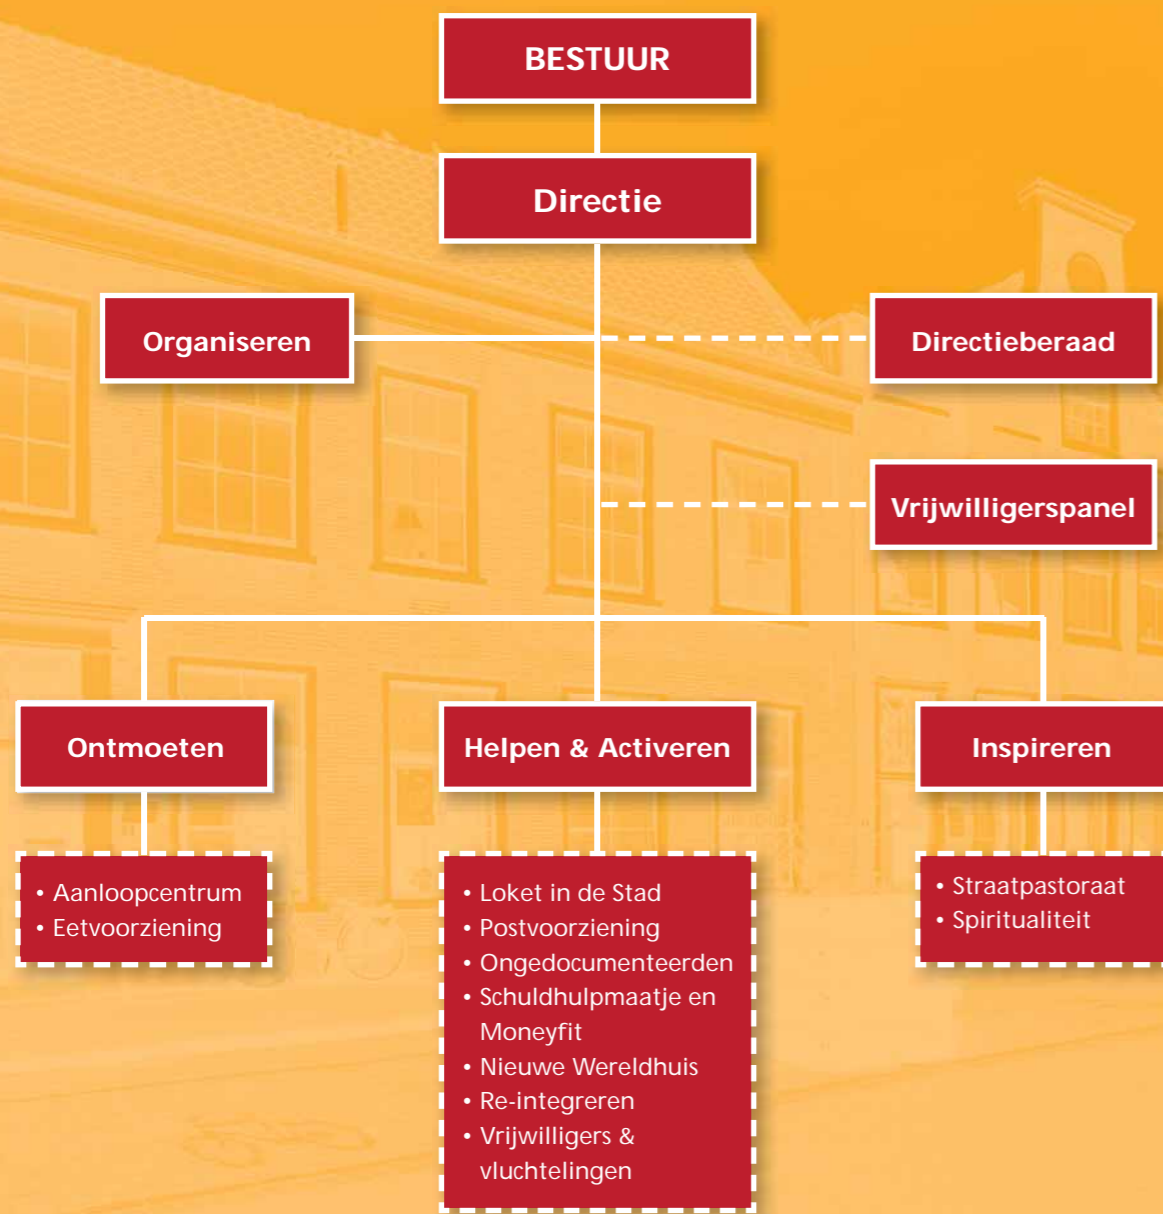 BESTUUR
Directie
Organiseren
Directieberaad
Vrijwilligerspanel
Ontmoeten
Helpen & Activeren
Inspireren
• Aanloopcentrum
• Eetvoorziening
• Loket in de Stad
• Postvoorziening
• Ongedocumenteerden
• Schuldhulpmaatje en
Moneyfit
• Nieuwe Wereldhuis
• Re-integreren
• Vrijwilligers &
vluchtelingen
• Straatpastoraat
• Spiritualiteit